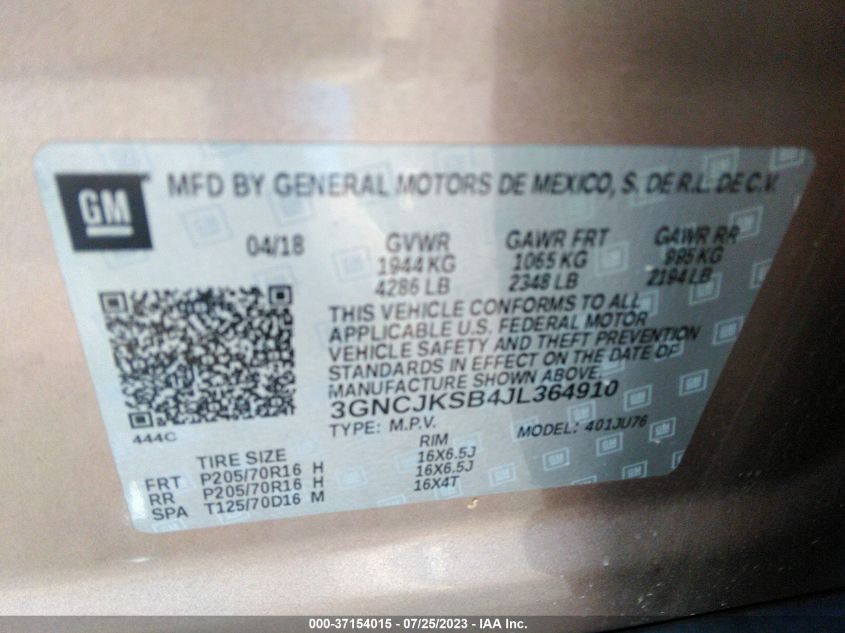 GM
MFD BY GENERAL MOTORS DE MEXICO, S. DE R.L. DE C.V.
04/18 GVWR GAWR FRT GAWR RR
1944 KG 1065 KG 995 KG
4286 LB 2348 LB 2194 LB
THIS VEHICLE CONFORMS TO ALL
APPLICABLE U.S. FEDERAL MOTOR
VEHICLE SAFETY AND THEFT PREVENTION
STANDARDS IN EFFECT ON THE DATE OF
MANUFACTURE SHOWN ABOVE.
3GNCJKSB4JL364910
444C TYPE: M.P.V. MODEL: 401JU76
TIRE SIZE RIM
FRT P205/70R16 H 16X6.5J
RR P205/70R16 H 16X6.5J
SPA T125/70D16 M 16X4T
000-37154015 - 07/25/2023 - IAA Inc.